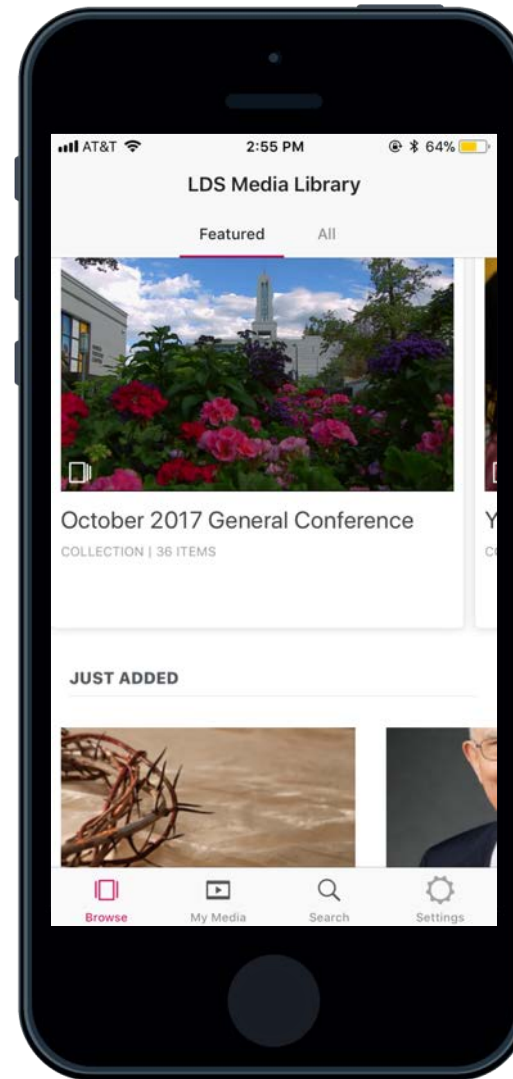 AT&T 2:55 PM 64%
LDS Media Library
Featured All
October 2017 General Conference Y
COLLECTION | 36 ITEMS
JUST ADDED
Browse My Media Search Settings